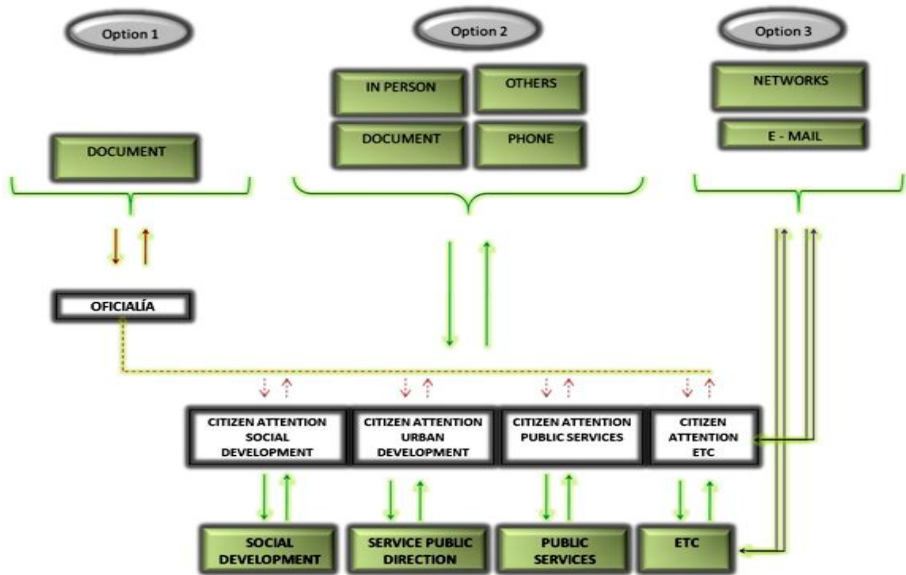 Option 1
Option 2
Option 3
IN PERSON
OTHERS
NETWORKS
DOCUMENT
DOCUMENT
PHONE
E - MAIL
OFICIALÍA
CITIZEN ATTENTION
SOCIAL
DEVELOPMENT
CITIZEN ATTENTION
URBAN
DEVELOPMENT
CITIZEN ATTENTION
PUBLIC SERVICES
CITIZEN
ATTENTION
ETC
SOCIAL
DEVELOPMENT
SERVICE PUBLIC
DIRECTION
PUBLIC
SERVICES
ETC